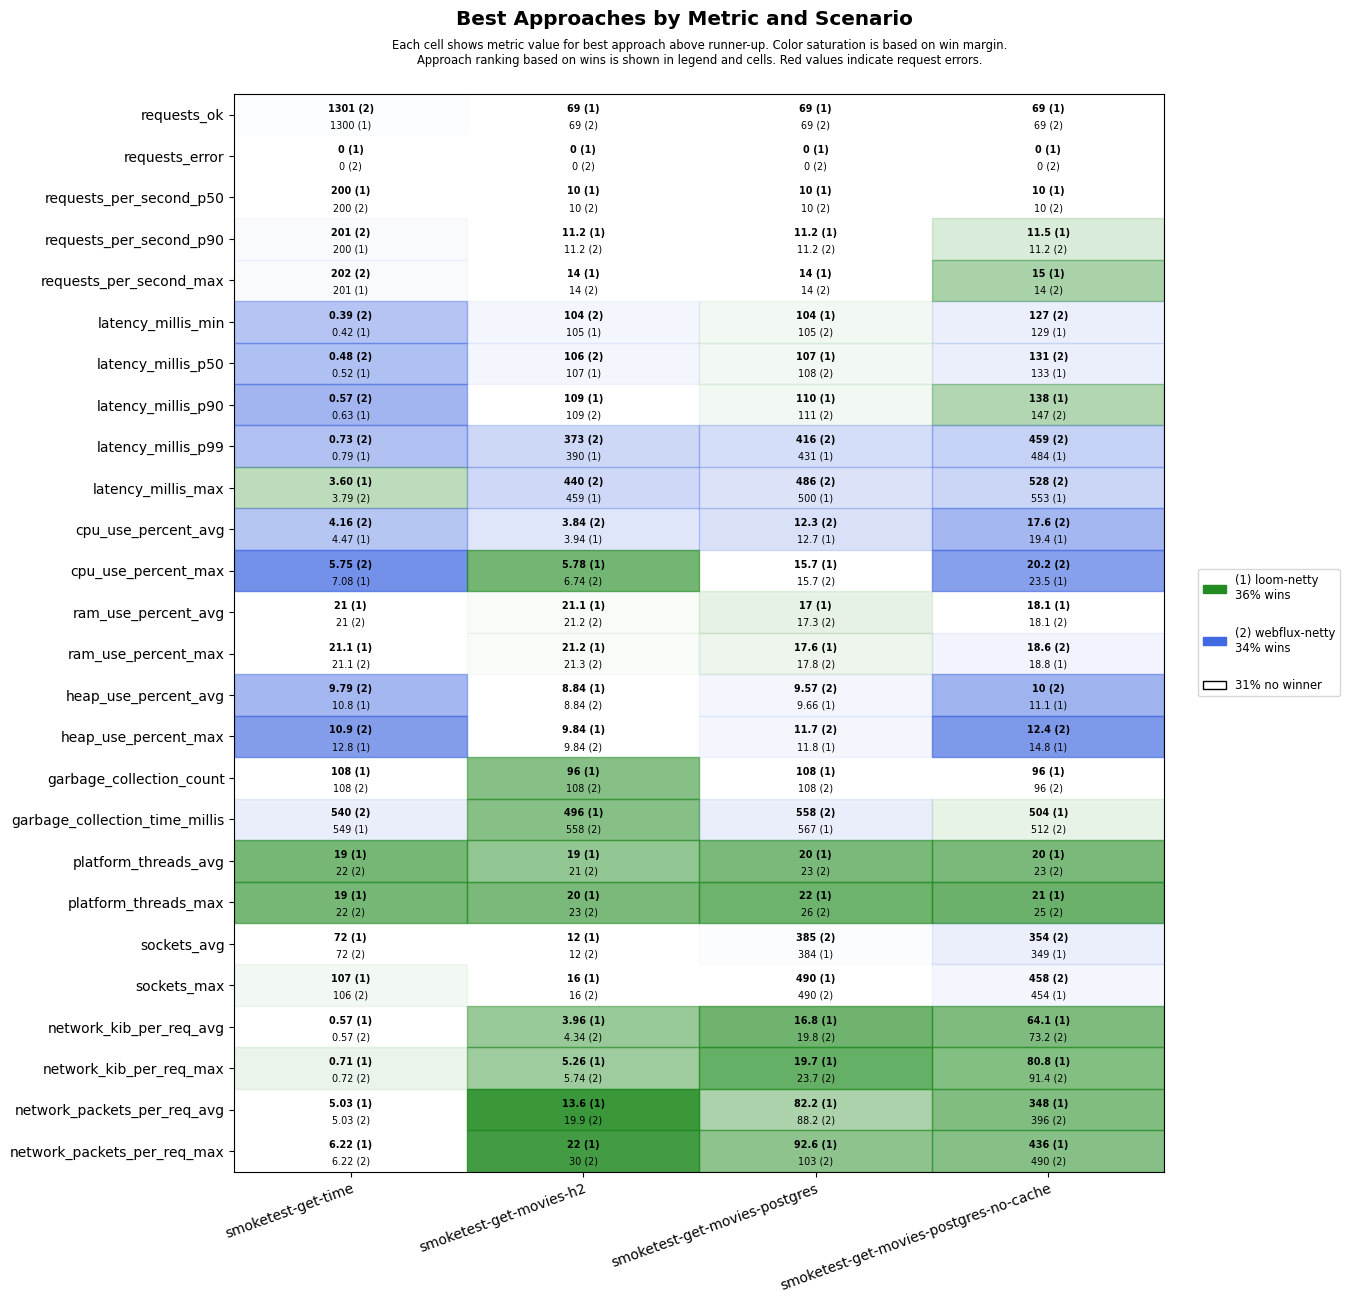 Best Approaches by Metric and Scenario
Each cell shows metric value for best approach above runner-up. Color saturation is based on win margin.
Approach ranking based on wins is shown in legend and cells. Red values indicate request errors.
requests_ok
1301 (2) 69 (1) 69 (1) 69 (1)
1300 (1) 69 (2) 69 (2) 69 (2)
requests_error
0 (1) 0 (1) 0 (1) 0 (1)
0 (2) 0 (2) 0 (2) 0 (2)
requests_per_second_p50
200 (1) 10 (1) 10 (1) 10 (1)
200 (2) 10 (2) 10 (2) 10 (2)
requests_per_second_p90
201 (2) 11.2 (1) 11.2 (1) 11.5 (1)
200 (1) 11.2 (2) 11.2 (2) 11.2 (2)
requests_per_second_max
202 (2) 14 (1) 14 (1) 15 (1)
201 (1) 14 (2) 14 (2) 14 (2)
latency_millis_min
0.39 (2) 104 (2) 104 (1) 127 (2)
0.42 (1) 105 (1) 105 (2) 129 (1)
latency_millis_p50
0.48 (2) 106 (2) 107 (1) 131 (2)
0.52 (1) 107 (1) 108 (2) 133 (1)
latency_millis_p90
0.57 (2) 109 (1) 110 (1) 138 (1)
0.63 (1) 109 (2) 111 (2) 147 (2)
latency_millis_p99
0.73 (2) 373 (2) 416 (2) 459 (2)
0.79 (1) 390 (1) 431 (1) 484 (1)
latency_millis_max
3.60 (1) 440 (2) 486 (2) 528 (2)
3.79 (2) 459 (1) 500 (1) 553 (1)
cpu_use_percent_avg
4.16 (2) 3.84 (2) 12.3 (2) 17.6 (2)
4.47 (1) 3.94 (1) 12.7 (1) 19.4 (1)
cpu_use_percent_max
5.75 (2) 5.78 (1) 15.7 (1) 20.2 (2)
7.08 (1) 6.74 (2) 15.7 (2) 23.5 (1)
ram_use_percent_avg
21 (1) 21.1 (1) 17 (1) 18.1 (1)
21 (2) 21.2 (2) 17.3 (2) 18.1 (2)
ram_use_percent_max
21.1 (1) 21.2 (1) 17.6 (1) 18.6 (2)
21.1 (2) 21.3 (2) 17.8 (2) 18.8 (1)
heap_use_percent_avg
9.79 (2) 8.84 (1) 9.57 (2) 10 (2)
10.8 (1) 8.84 (2) 9.66 (1) 11.1 (1)
heap_use_percent_max
10.9 (2) 9.84 (1) 11.7 (2) 12.4 (2)
12.8 (1) 9.84 (2) 11.8 (1) 14.8 (1)
garbage_collection_count
108 (1) 96 (1) 108 (1) 96 (1)
108 (2) 108 (2) 108 (2) 96 (2)
garbage_collection_time_millis
540 (2) 496 (1) 558 (2) 504 (1)
549 (1) 558 (2) 567 (1) 512 (2)
platform_threads_avg
19 (1) 19 (1) 20 (1) 20 (1)
22 (2) 21 (2) 23 (2) 23 (2)
platform_threads_max
19 (1) 20 (1) 22 (1) 21 (1)
22 (2) 23 (2) 26 (2) 25 (2)
sockets_avg
72 (1) 12 (1) 385 (2) 354 (2)
72 (2) 12 (2) 384 (1) 349 (1)
sockets_max
107 (1) 16 (1) 490 (1) 458 (2)
106 (2) 16 (2) 490 (2) 454 (1)
network_kib_per_req_avg
0.57 (1) 3.96 (1) 16.8 (1) 64.1 (1)
0.57 (2) 4.34 (2) 19.8 (2) 73.2 (2)
network_kib_per_req_max
0.71 (1) 5.26 (1) 19.7 (1) 80.8 (1)
0.72 (2) 5.74 (2) 23.7 (2) 91.4 (2)
network_packets_per_req_avg
5.03 (1) 13.6 (1) 82.2 (1) 348 (1)
5.03 (2) 19.9 (2) 88.2 (2) 396 (2)
network_packets_per_req_max
6.22 (1) 22 (1) 92.6 (1) 436 (1)
6.22 (2) 30 (2) 103 (2) 490 (2)
smoketest-get-time
smoketest-get-movies-h2
smoketest-get-movies-postgres
smoketest-get-movies-postgres-no-cache
(1) loom-netty
36% wins
(2) webflux-netty
34% wins
31% no winner